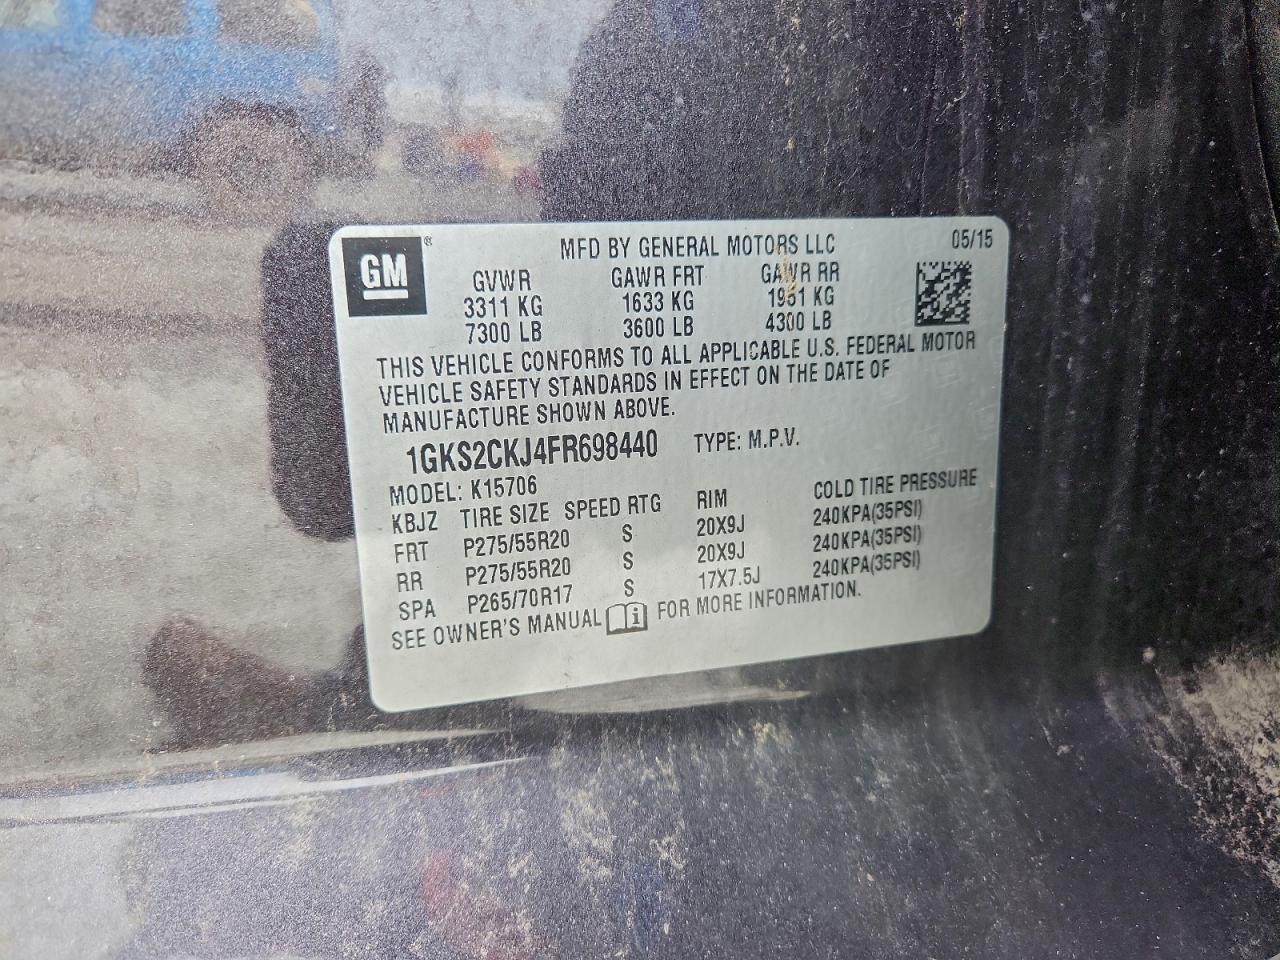 GM ®
MFD BY GENERAL MOTORS LLC 05/15
GVWR GAWR FRT GAWR RR
3311 KG 1633 KG 1951 KG
7300 LB 3600 LB 4300 LB
THIS VEHICLE CONFORMS TO ALL APPLICABLE U.S. FEDERAL MOTOR
VEHICLE SAFETY STANDARDS IN EFFECT ON THE DATE OF
MANUFACTURE SHOWN ABOVE.
1GKS2CKJ4FR698440 TYPE: M.P.V.
MODEL: K15706
KBJZ TIRE SIZE SPEED RTG RIM COLD TIRE PRESSURE
FRT P275/55R20 S 20X9J 240KPA(35PSI)
RR P275/55R20 S 20X9J 240KPA(35PSI)
SPA P265/70R17 S 17X7.5J 240KPA(35PSI)
SEE OWNER'S MANUAL i FOR MORE INFORMATION.